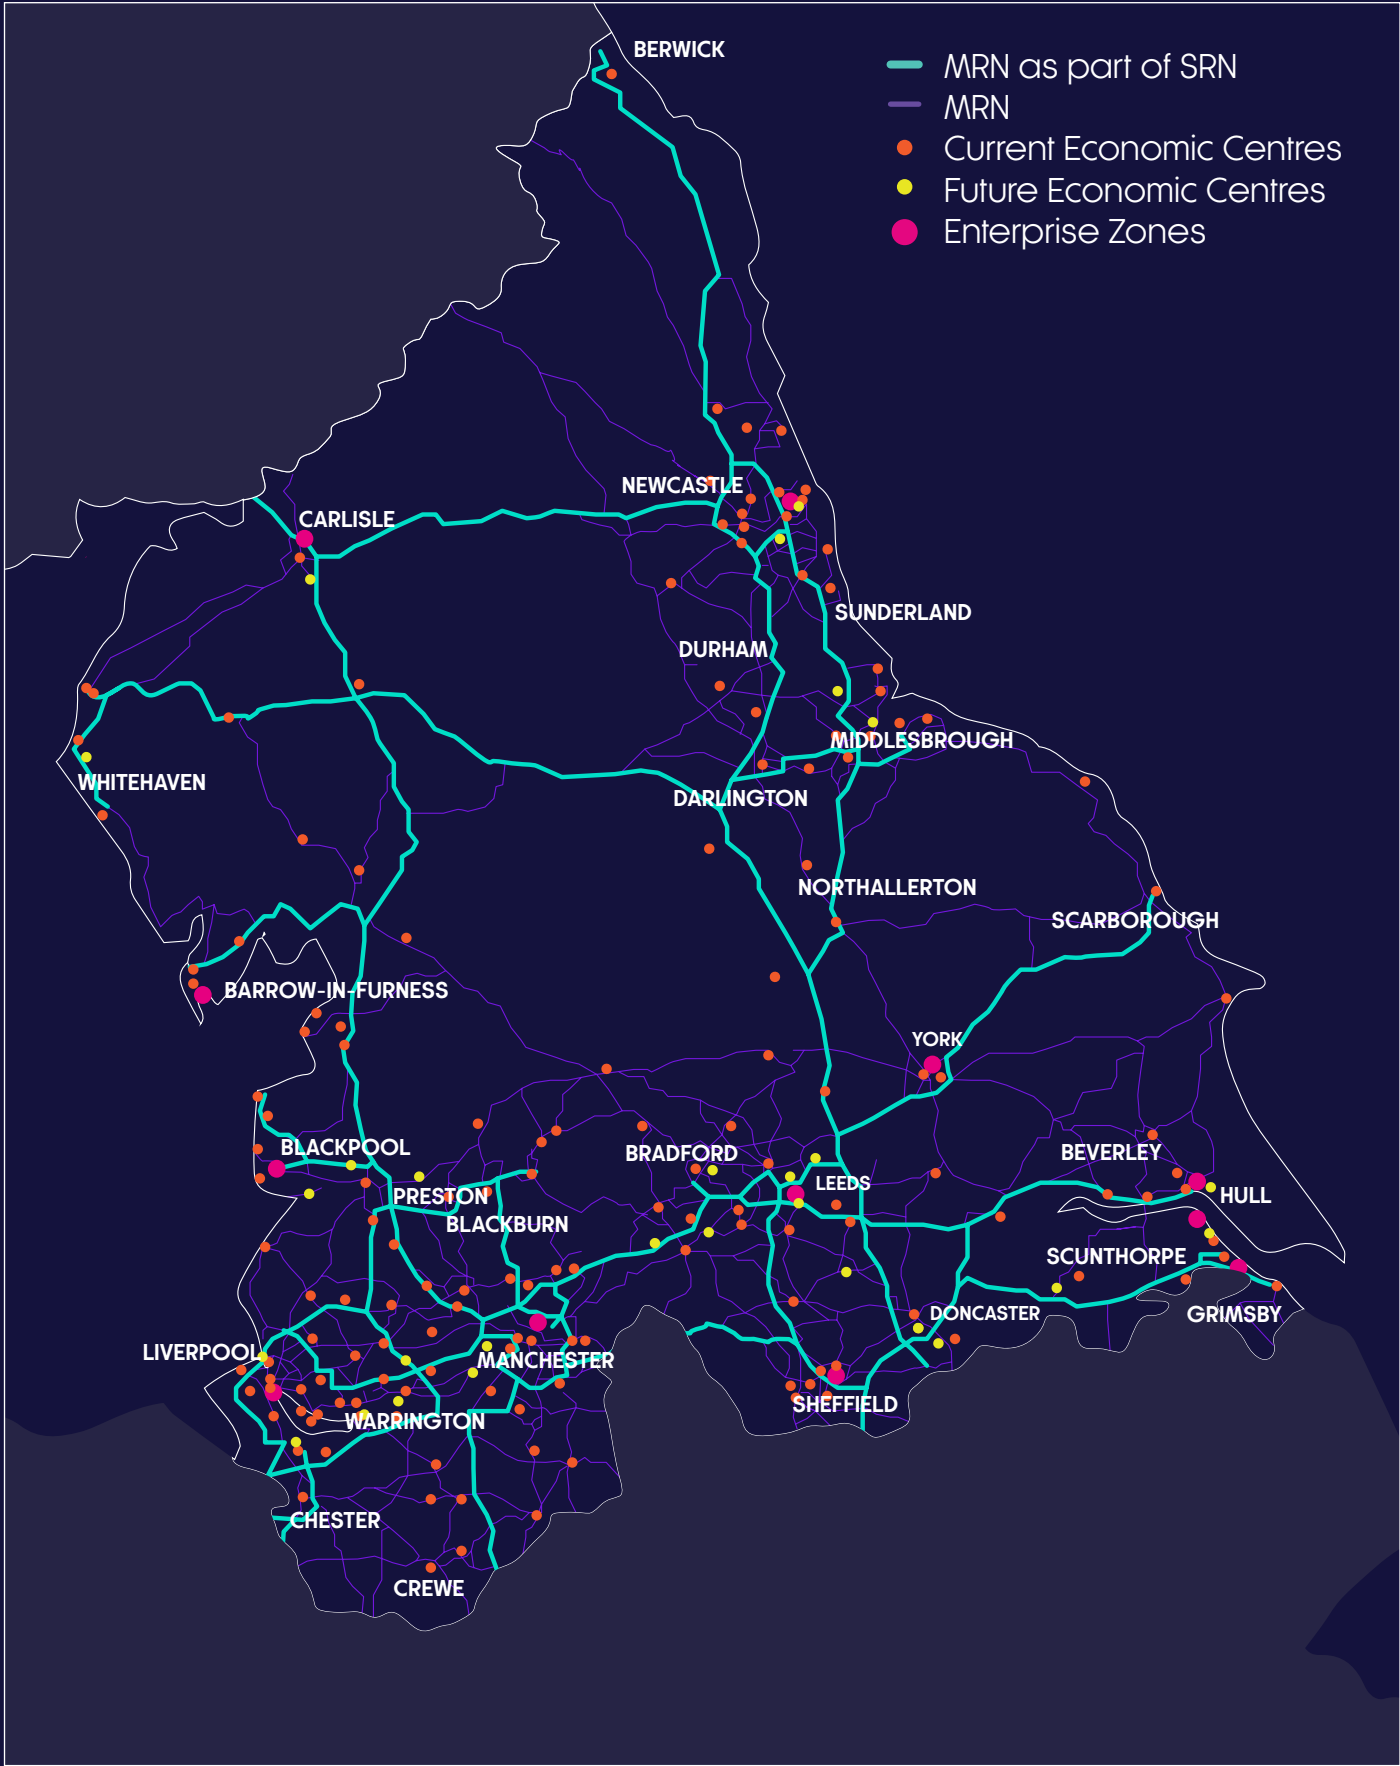 BERWICK
MRN as part of SRN
MRN
Current Economic Centres
Future Economic Centres
Enterprise Zones
NEWCASTLE
CARLISLE
SUNDERLAND
DURHAM
MIDDLESBROUGH
WHITEHAVEN
DARLINGTON
NORTHALLERTON
SCARBOROUGH
BARROW-IN-FURNESS
YORK
BLACKPOOL
BRADFORD
BEVERLEY
LEEDS
PRESTON
HULL
BLACKBURN
SCUNTHORPE
DONCASTER
GRIMSBY
LIVERPOOL
MANCHESTER
SHEFFIELD
WARRINGTON
CHESTER
CREWE